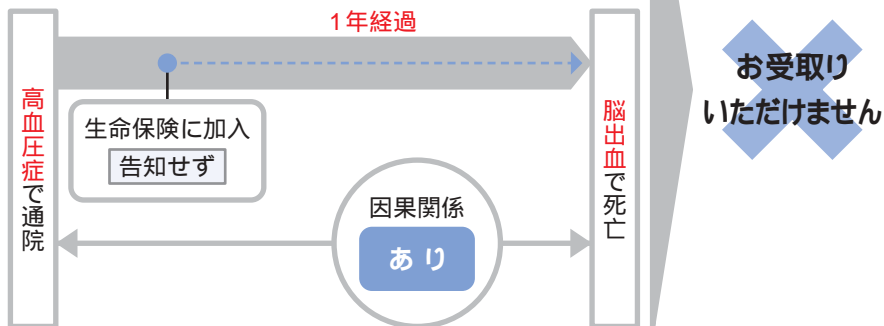 1年経過
高血圧症で通院
生命保険に加入
告知せず
因果関係
あり
脳出血で死亡
お受取り
いただけません